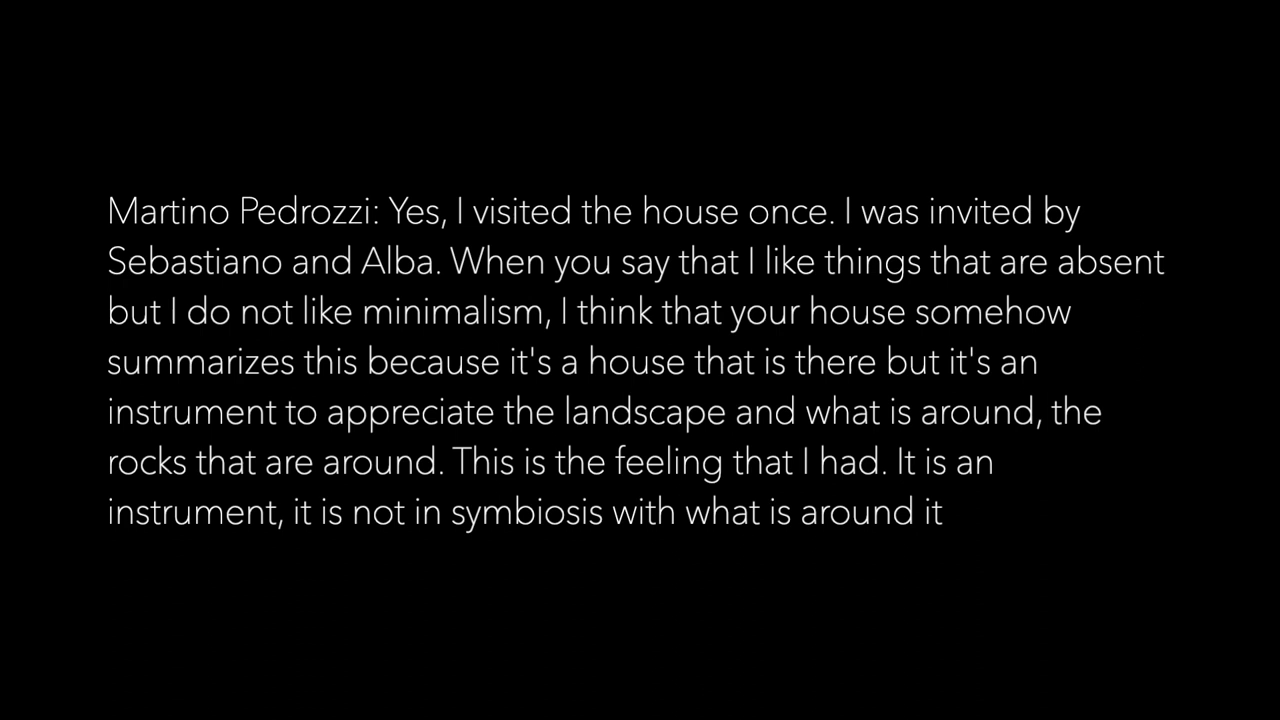 Martino Pedrozzi: Yes, I visited the house once. I was invited by
Sebastiano and Alba. When you say that I like things that are absent
but I do not like minimalism, I think that your house somehow
summarizes this because it's a house that is there but it's an
instrument to appreciate the landscape and what is around, the
rocks that are around. This is the feeling that I had. It is an
instrument, it is not in symbiosis with what is around it